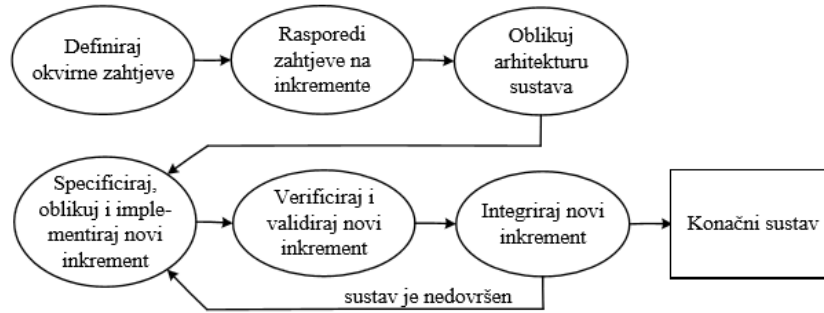 Definiraj
okvirne zahtjeve
Rasporedi
zahtjeve na
inkremente
Oblikuj
arhitekturu
sustava
Specificiraj,
oblikuj i imple-
mentiraj novi
inkrement
Verificiraj i
validiraj novi
inkrement
Integriraj novi
inkrement
Konačni sustav
sustav je nedovršen